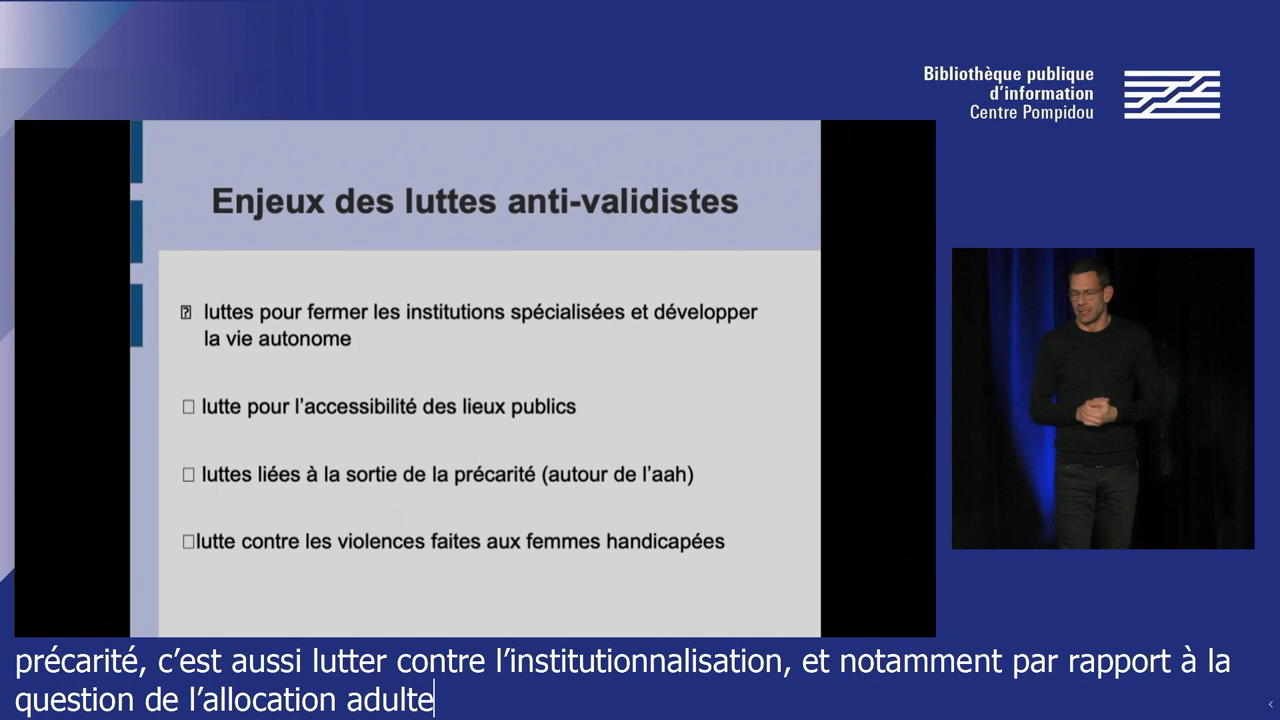 Bibliothèque publique
d’information
Centre Pompidou
Enjeux des luttes anti-validistes
luttes pour fermer les institutions spécialisées et développer
la vie autonome
lutte pour l’accessibilité des lieux publics
luttes liées à la sortie de la précarité (autour de l’aah)
lutte contre les violences faites aux femmes handicapées
précarité, c’est aussi lutter contre l’institutionnalisation, et notamment par rapport à la
question de l’allocation adulte